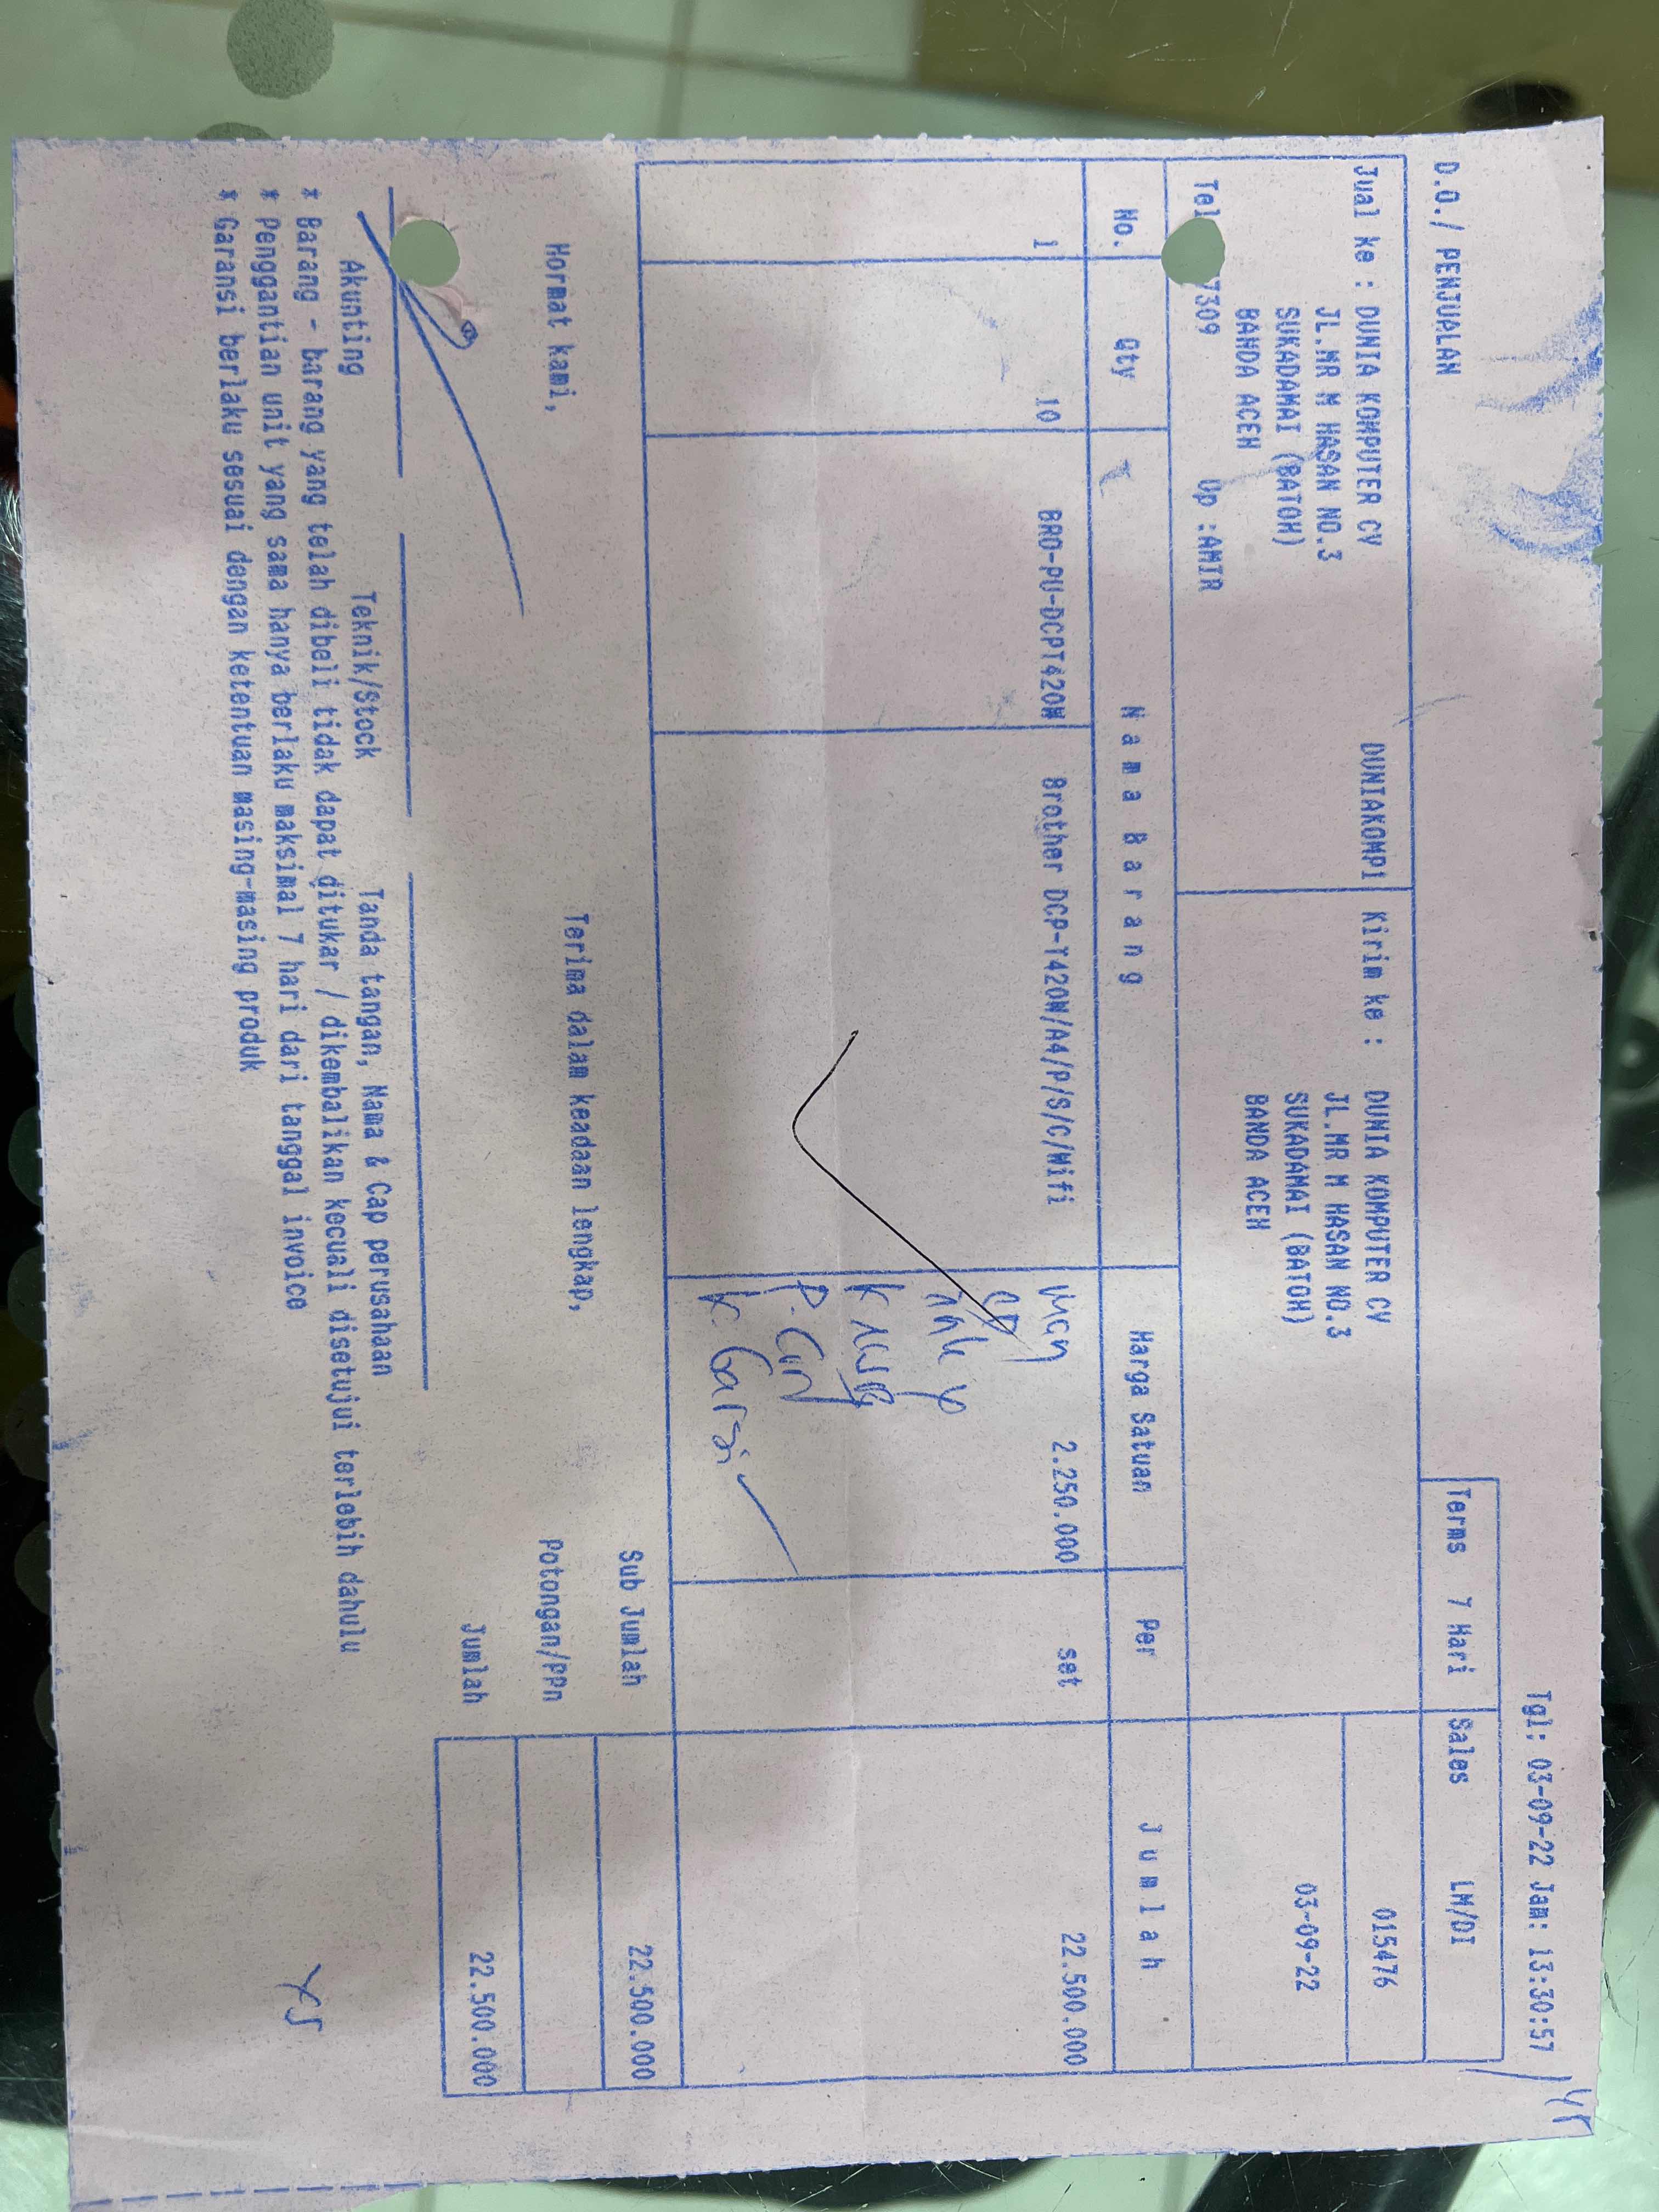 Tgl: 03-09-22 Jam: 13:30:57
D.O./ PENJUALAN
Terms 7 Hari Sales LM/DI
Jual ke : DUNIA KOMPUTER CV DUNIAKOMP1
JL.MR M HASAN NO.3
SUKADAMAI (BATOH)
BANDA ACEH
Tel 7309 Up :AMIR
Kirim ke : DUNIA KOMPUTER CV
JL.MR M HASAN NO.3
SUKADAMAI (BATOH)
BANDA ACEH
015476
03-09-22
No. Qty Nama Barang Harga Satuan Per Jumlah
1 10 BRO-PU-DCPT420W Brother DCP-T420W/A4/P/S/C/Wifi 2.250.000 set 22.500.000
Sub Jumlah 22.500.000
Potongan/PPn
Jumlah 22.500.000
Hormat kami, Terima dalam keadaan lengkap,
Akunting Teknik/Stock Tanda tangan, Nama & Cap perusahaan
* Barang - barang yang telah dibeli tidak dapat ditukar / dikembalikan kecuali disetujui terlebih dahulu
* Penggantian unit yang sama hanya berlaku maksimal 7 hari dari tanggal invoice
* Garansi berlaku sesuai dengan ketentuan masing-masing produk